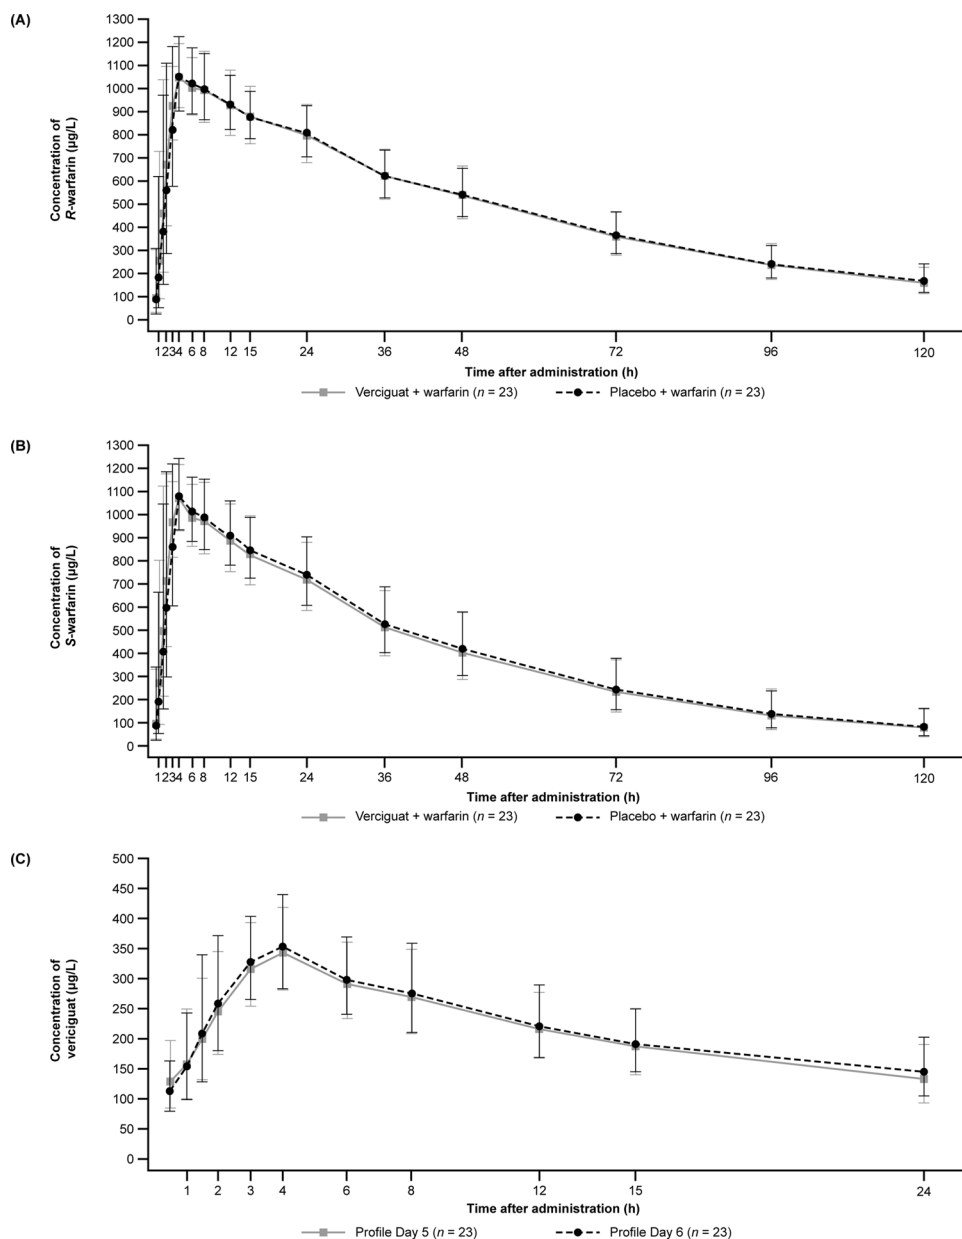 (A)
Concentration of
R-warfarin (µg/L)
1300
1200
1100
1000
900
800
700
600
500
400
300
200
100
0
1 2 3 4 6 8 12 15 24 36 48 72 96 120
Time after administration (h)
Verciguat + warfarin (n = 23) Placebo + warfarin (n = 23)
(B)
Concentration of
S-warfarin (µg/L)
1300
1200
1100
1000
900
800
700
600
500
400
300
200
100
0
1 2 3 4 6 8 12 15 24 36 48 72 96 120
Time after administration (h)
Verciguat + warfarin (n = 23) Placebo + warfarin (n = 23)
(C)
Concentration of
vericiguat (µg/L)
500
450
400
350
300
250
200
150
100
50
0
1 2 3 4 6 8 12 15 24
Time after administration (h)
Profile Day 5 (n = 23) Profile Day 6 (n = 23)